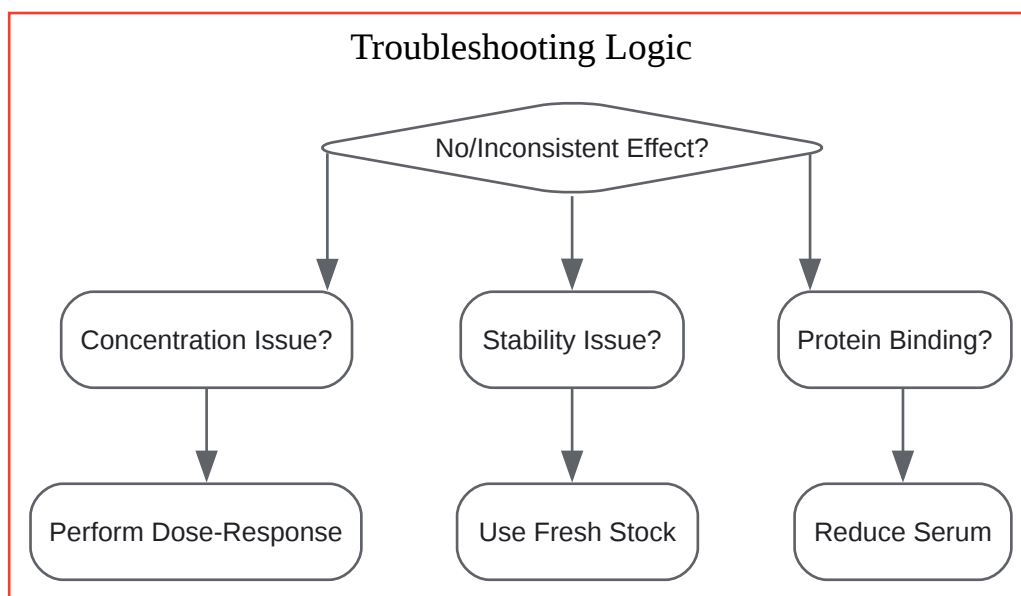 Troubleshooting Logic
No/Inconsistent Effect?
Concentration Issue?
Stability Issue?
Protein Binding?
Perform Dose-Response
Use Fresh Stock
Reduce Serum